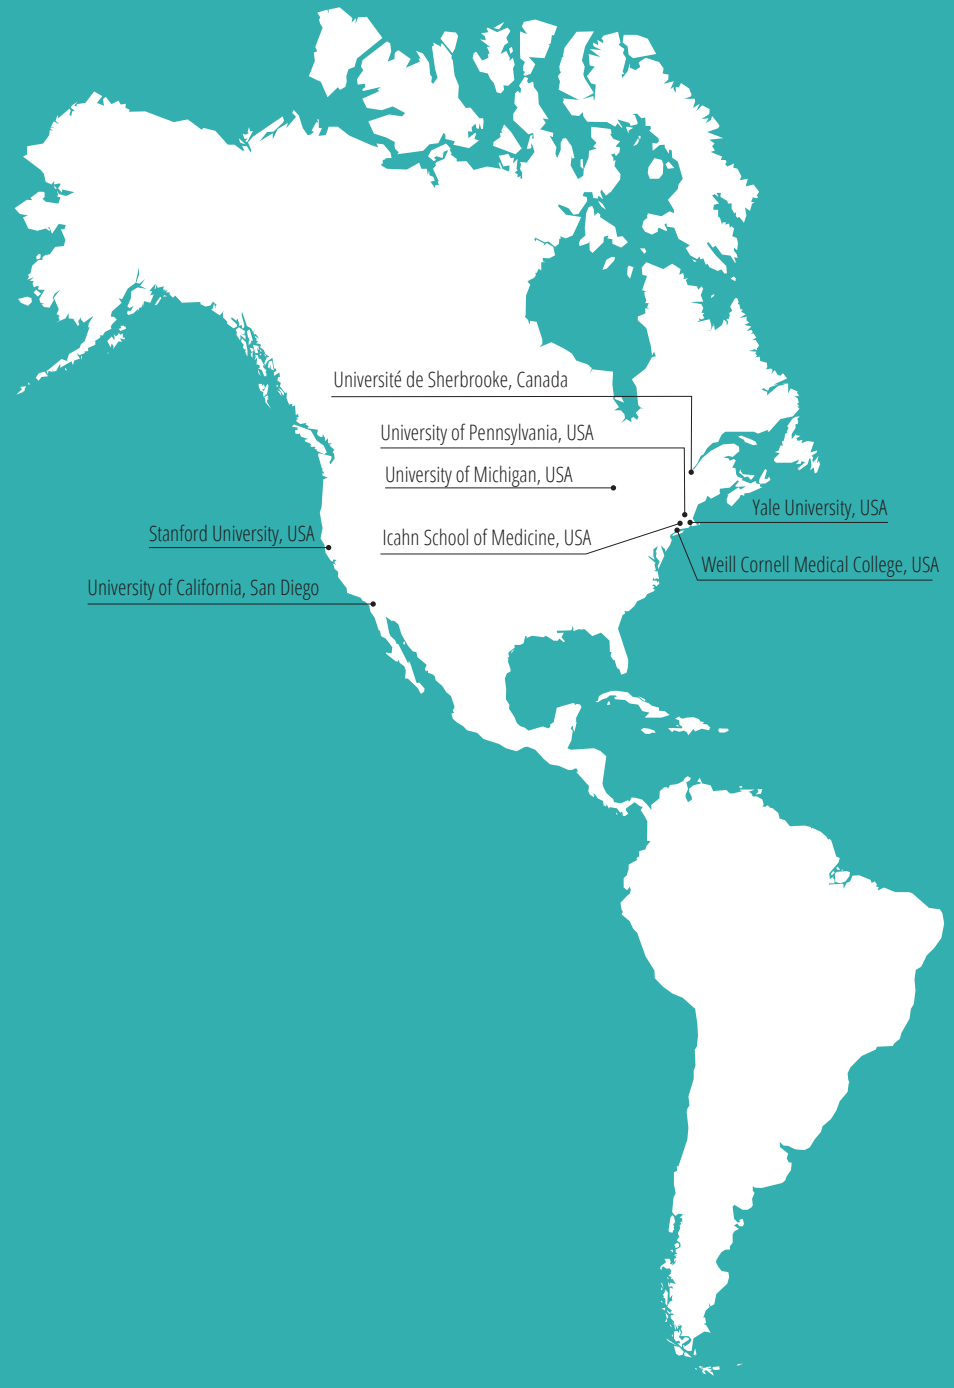 Université de Sherbrooke, Canada
University of Pennsylvania, USA
University of Michigan, USA
Yale University, USA
Stanford University, USA
Icahn School of Medicine, USA
Weill Cornell Medical College, USA
University of California, San Diego